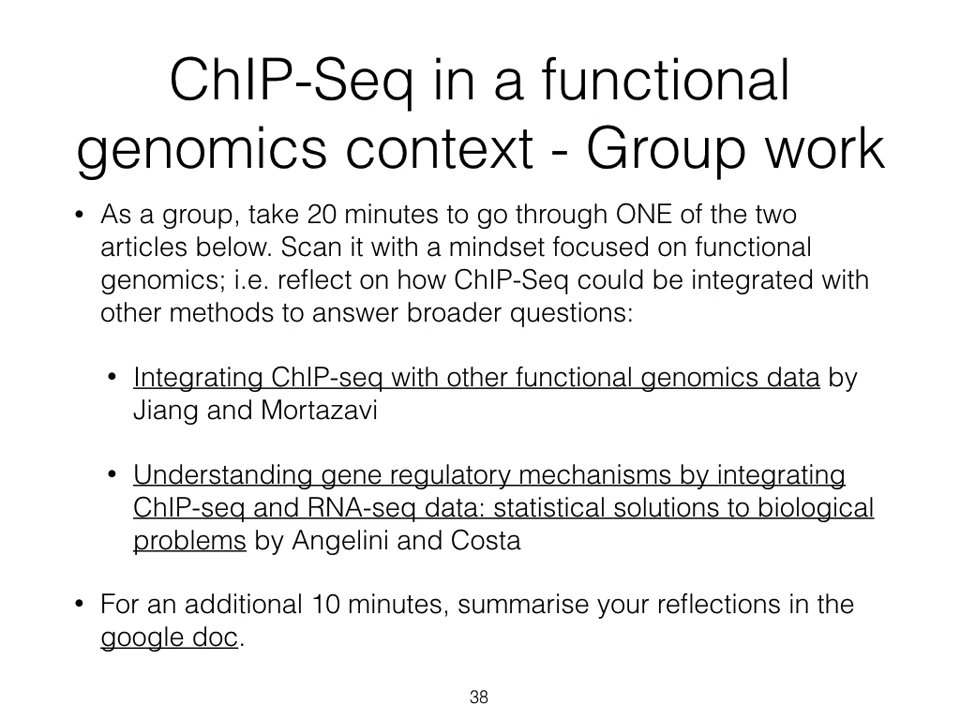 ChIP-Seq in a functional
genomics context - Group work
• As a group, take 20 minutes to go through ONE of the two
articles below. Scan it with a mindset focused on functional
genomics; i.e. reflect on how ChIP-Seq could be integrated with
other methods to answer broader questions:
• Integrating ChIP-seq with other functional genomics data by
Jiang and Mortazavi
• Understanding gene regulatory mechanisms by integrating
ChIP-seq and RNA-seq data: statistical solutions to biological
problems by Angelini and Costa
• For an additional 10 minutes, summarise your reflections in the
google doc.
38